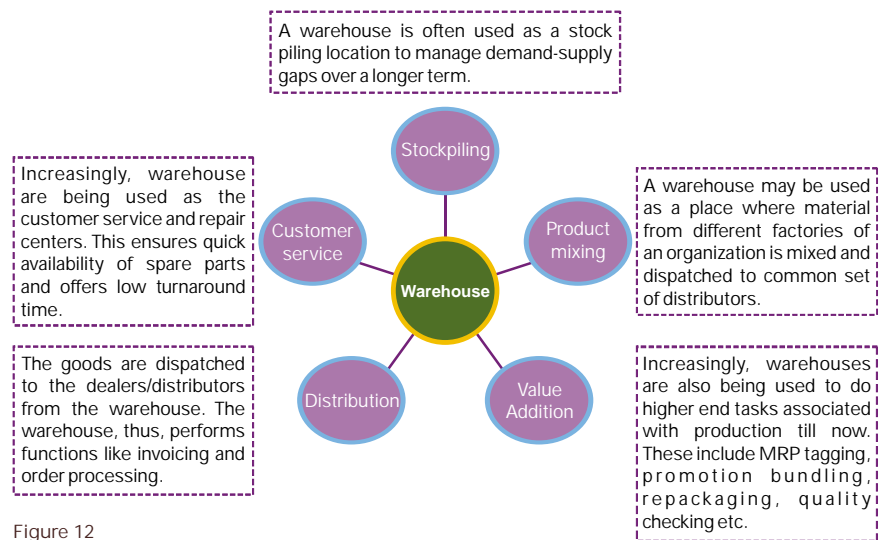 A warehouse is often used as a stock
piling location to manage demand-supply
gaps over a longer term.
Stockpiling
Increasingly, warehouse
are being used as the
customer service and repair
centers. This ensures quick
availability of spare parts
and offers low turnaround
time.
Customer
service
Product
mixing
A warehouse may be used
as a place where material
from different factories of
an organization is mixed and
dispatched to common set
of distributors.
Warehouse
The goods are dispatched
to the dealers/distributors
from the warehouse. The
warehouse, thus, performs
functions like invoicing and
order processing.
Distribution
Value
Addition
Increasingly, warehouses
are also being used to do
higher end tasks associated
with production till now.
These include MRP tagging,
promotion bundling,
repackaging, quality
checking etc.
Figure 12